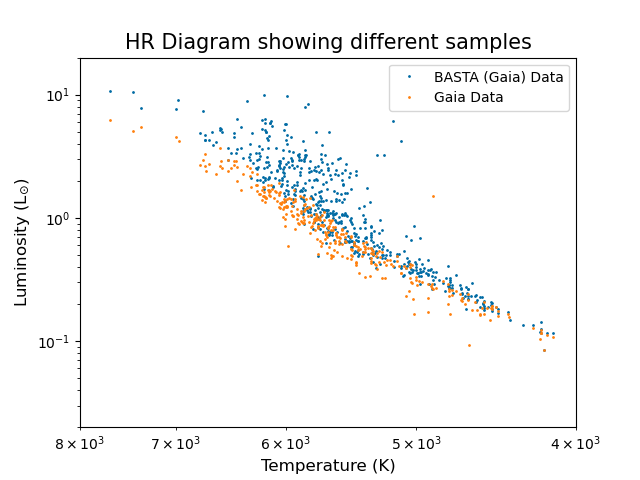 HR Diagram showing different samples
BASTA (Gaia) Data
Gaia Data
Luminosity (L☉)
10¹
10⁰
10⁻¹
8 × 10³ 7 × 10³ 6 × 10³ 5 × 10³ 4 × 10³
Temperature (K)